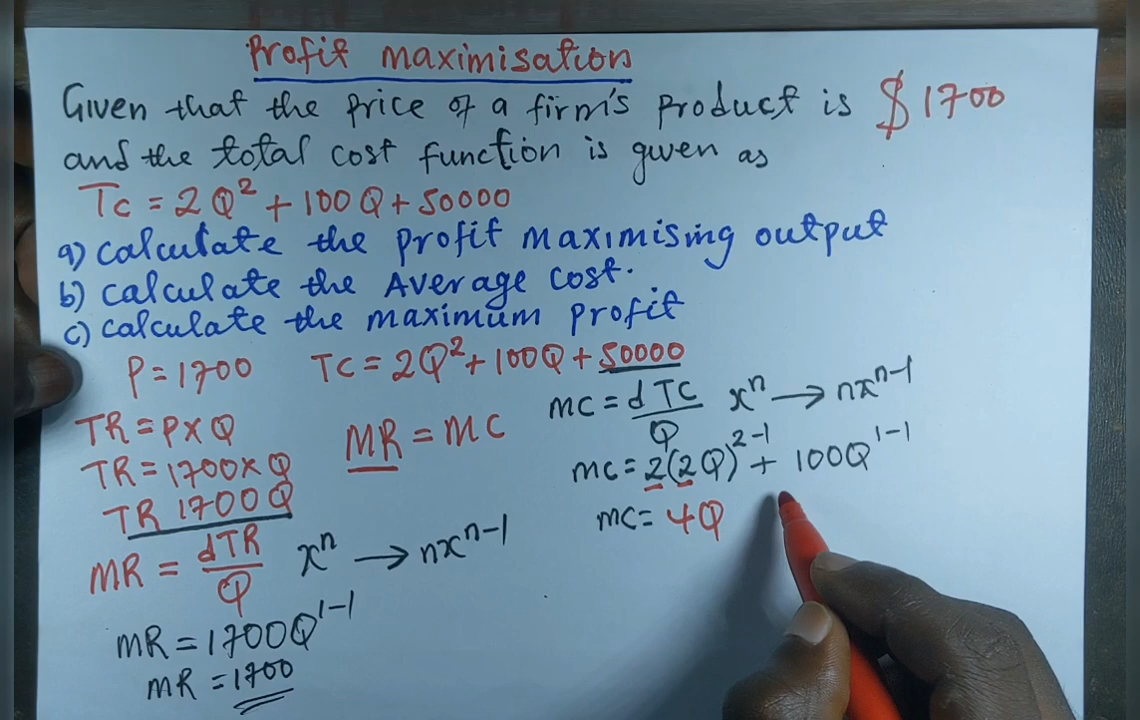 Profit maximisation
Given that the price of a firm's product is $1700
and the total cost function is given as
Tc = 2Q² + 100Q + 50000
a) calculate the profit maximising output
b) calculate the Average cost.
c) calculate the maximum profit
P = 1700
TC = 2Q² + 100Q + 50000
TR = P x Q
TR = 1700 x Q
TR 1700Q
MR = dTR/Q xⁿ → nxⁿ⁻¹
MR = 1700Q¹⁻¹
MR = 1700
MR = MC
MC = dTC/Q xⁿ → nxⁿ⁻¹
MC = 2(2Q)²⁻¹ + 100Q¹⁻¹
MC = 4Q